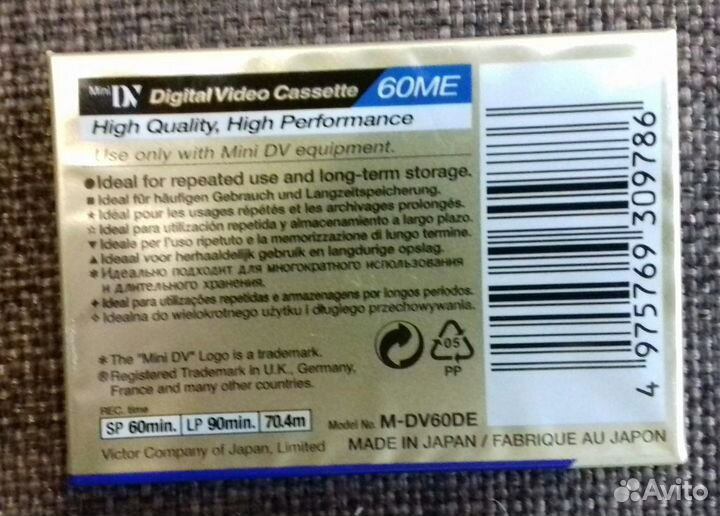 Mini DV Digital Video Cassette 60ME
High Quality, High Performance
Use only with Mini DV equipment.
●Ideal for repeated use and long-term storage.
■Ideal für häufigen Gebrauch und Langzeitspeicherung.
★Idéal pour les usages répétés et les archivages prolongés.
☆Ideal para utilización repetida y almacenamiento a largo plazo.
▼Ideale per l'uso ripetuto e la memorizzazione di lungo termine.
▲Ideaal voor herhaaldelijk gebruik en langdurige opslag.
✻Идеально подходит для многократного использования
и длительного хранения.
✦Ideal para utilizações repetidas e armazenagens por longos períodos.
✧Idealna do wielokrotnego użytku i długiego przechowywania.
✻The "Mini DV" Logo is a trademark.
®Registered Trademark in U.K., Germany,
France and many other countries.
05
PP
REC. time
SP 60min. LP 90min. 70.4m
Model No. M-DV60DE
Victor Company of Japan, Limited
MADE IN JAPAN / FABRIQUE AU JAPON
4 975769 309786
Avito